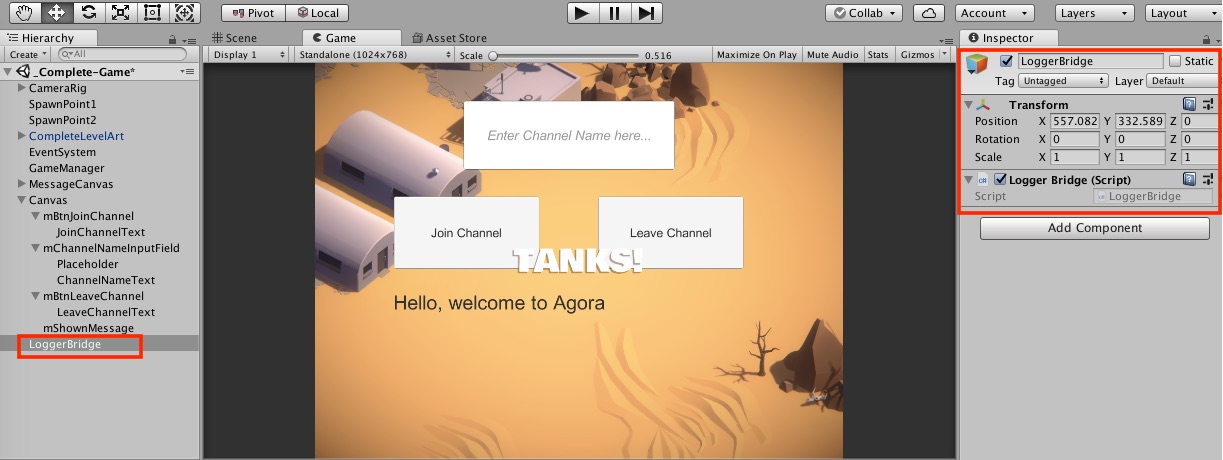 Pivot Local Collab Account Layers Layout
Hierarchy Scene Game Asset Store Inspector
Create All Display 1 Standalone (1024x768) Scale 0.516 Maximize On Play Mute Audio Stats Gizmos
_Complete-Game*
CameraRig
SpawnPoint1
SpawnPoint2
CompleteLevelArt
EventSystem
GameManager
MessageCanvas
Canvas
mBtnJoinChannel
JoinChannelText
mChannelNameInputField
Placeholder
ChannelNameText
mBtnLeaveChannel
LeaveChannelText
mShownMessage
LoggerBridge
Enter Channel Name here...
Join Channel Leave Channel
TANKS!
Hello, welcome to Agora
LoggerBridge Static
Tag Untagged Layer Default
Transform
Position X 557.082 Y 332.589 Z 0
Rotation X 0 Y 0 Z 0
Scale X 1 Y 1 Z 1
C# Logger Bridge (Script)
Script LoggerBridge
Add Component